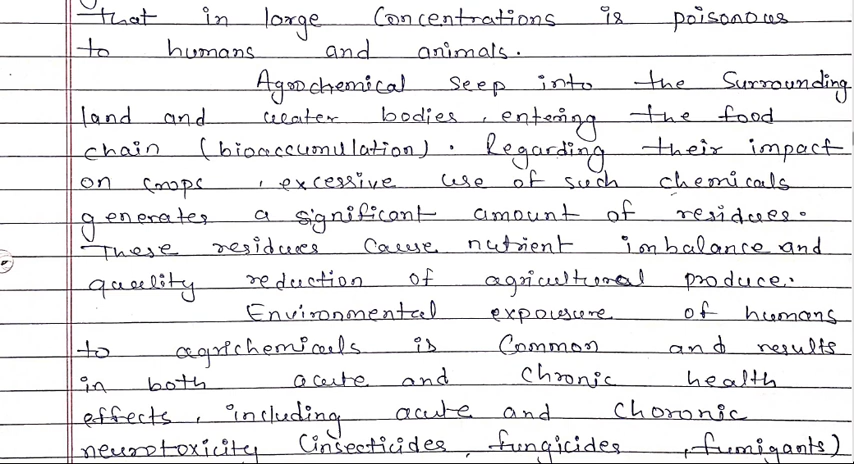 that in large Concentrations is poisonous
to humans and animals.
Agrochemical seep into the surrounding
land and water bodies, entering the food
chain (bioaccumulation). Regarding their impact
on crops, excessive use of such chemicals
generates a significant amount of residues.
These residues cause nutrient imbalance and
quality reduction of agricultural produce.
Environmental expousure of humans
to agrichemicals is Common and results
in both acute and chronic health
effects, including acute and choronic
neurotoxicity (insecticides, fungicides, fumigants)